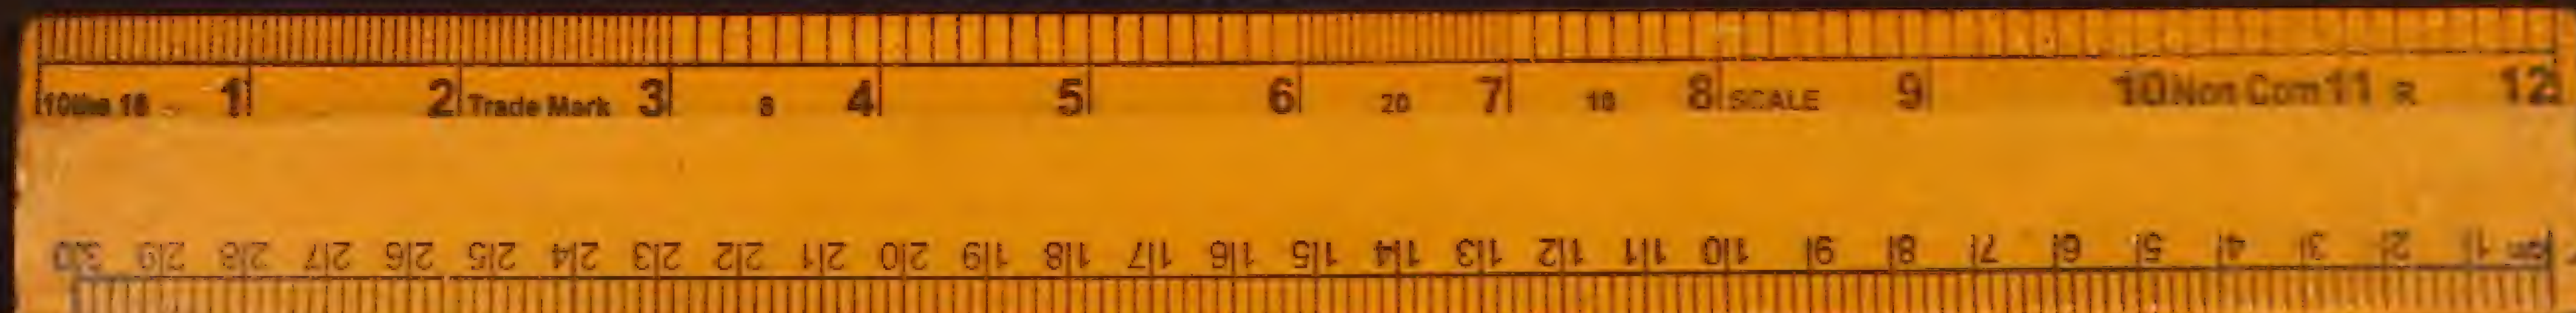 10ths 16 1 2 Trade Mark 3 8 4 5 6 20 7 10 8 SCALE 9 10 Non Com 11 R 12
cm 1 2 3 4 5 6 7 8 9 10 11 12 13 14 15 16 17 18 19 20 21 22 23 24 25 26 27 28 29 30